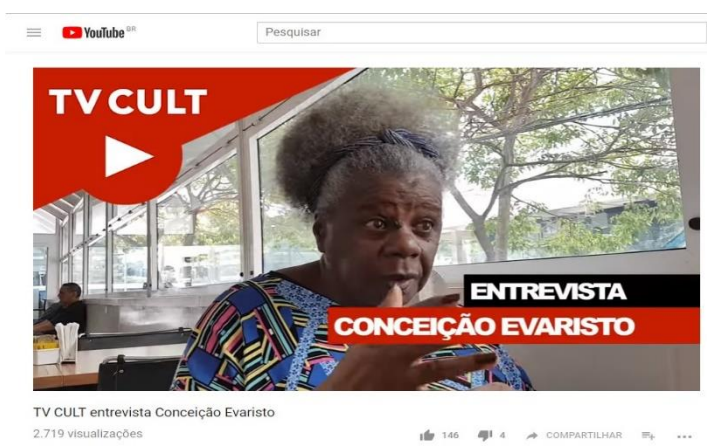 YouTube BR
Pesquisar
TV CULT
ENTREVISTA
CONCEIÇÃO EVARISTO
TV CULT entrevista Conceição Evaristo
2.719 visualizações
146
4
COMPARTILHAR